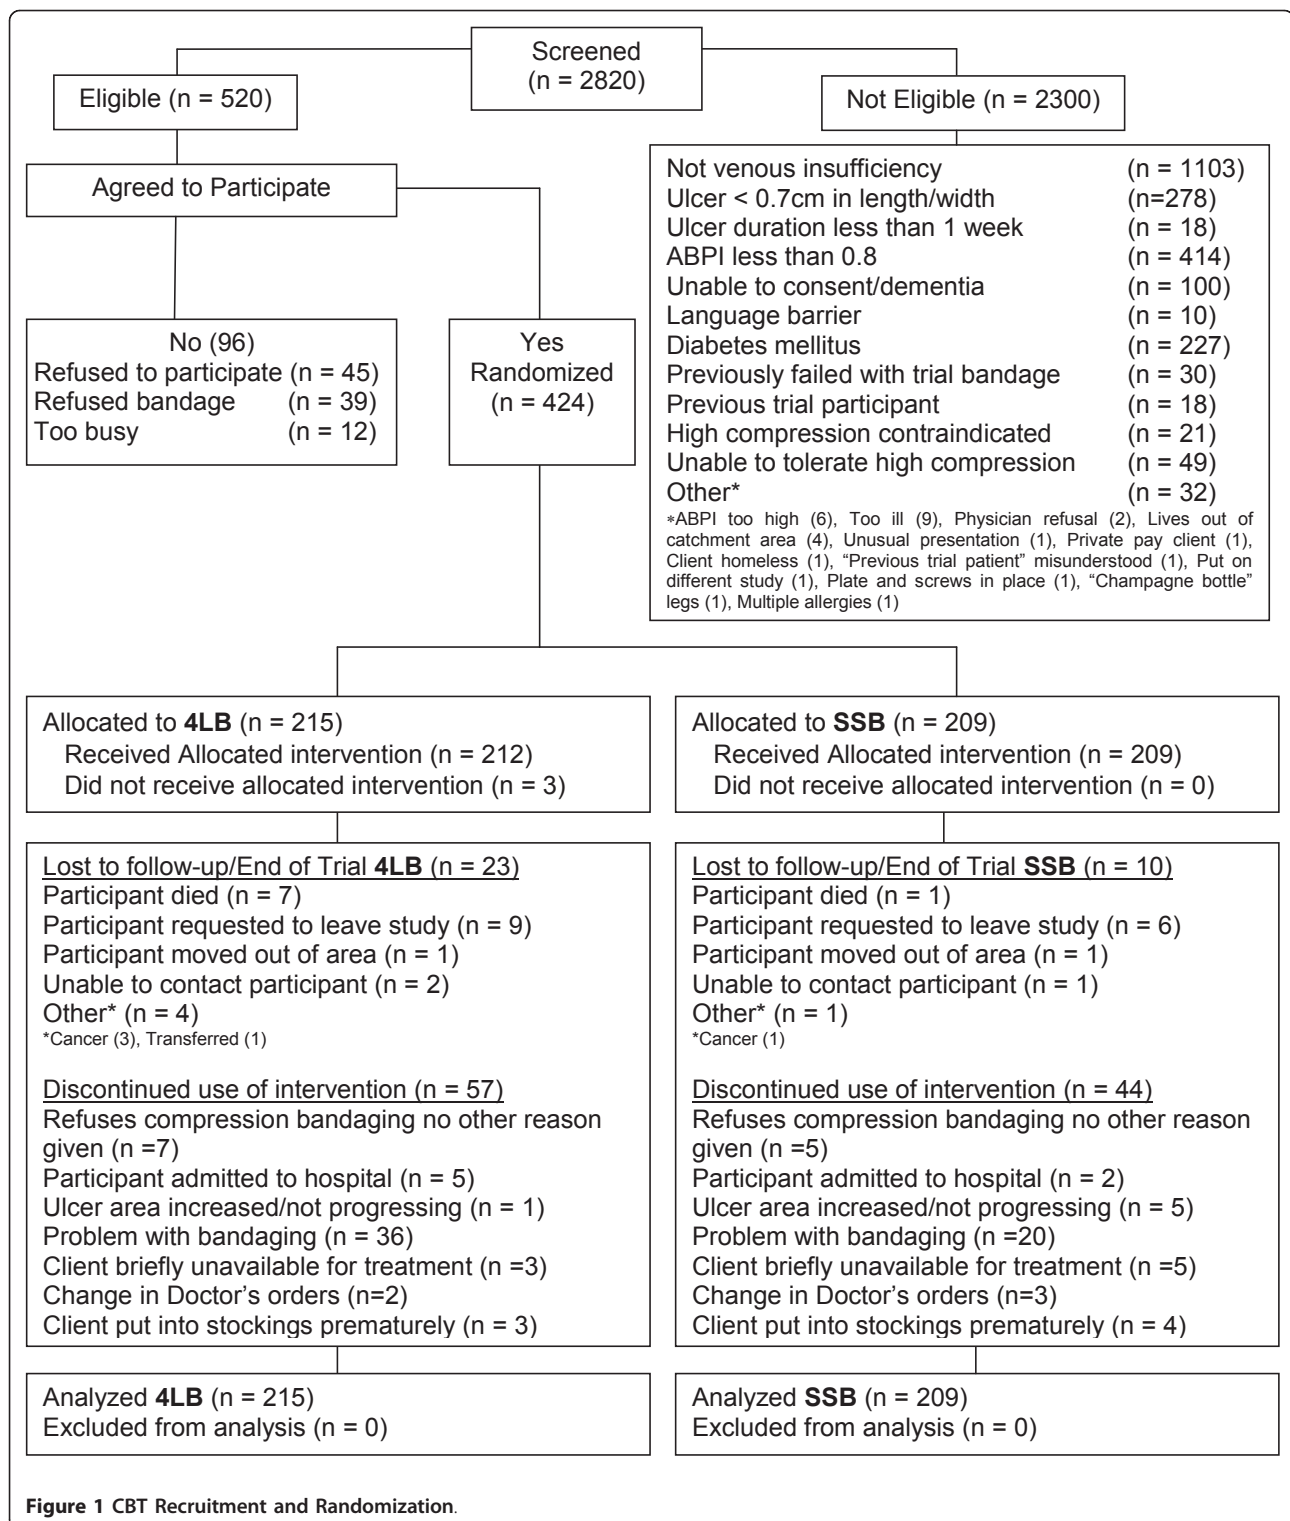 Screened
(n = 2820)
Eligible (n = 520)
Not Eligible (n = 2300)
Agreed to Participate
Not venous insufficiency (n = 1103)
Ulcer < 0.7cm in length/width (n=278)
Ulcer duration less than 1 week (n = 18)
ABPI less than 0.8 (n = 414)
Unable to consent/dementia (n = 100)
Language barrier (n = 10)
Diabetes mellitus (n = 227)
Previously failed with trial bandage (n = 30)
Previous trial participant (n = 18)
High compression contraindicated (n = 21)
Unable to tolerate high compression (n = 49)
Other* (n = 32)
*ABPI too high (6), Too ill (9), Physician refusal (2), Lives out of
catchment area (4), Unusual presentation (1), Private pay client (1),
Client homeless (1), “Previous trial patient” misunderstood (1), Put on
different study (1), Plate and screws in place (1), “Champagne bottle”
legs (1), Multiple allergies (1)
No (96)
Refused to participate (n = 45)
Refused bandage (n = 39)
Too busy (n = 12)
Yes
Randomized
(n = 424)
Allocated to 4LB (n = 215)
Received Allocated intervention (n = 212)
Did not receive allocated intervention (n = 3)
Allocated to SSB (n = 209)
Received Allocated intervention (n = 209)
Did not receive allocated intervention (n = 0)
Lost to follow-up/End of Trial 4LB (n = 23)
Participant died (n = 7)
Participant requested to leave study (n = 9)
Participant moved out of area (n = 1)
Unable to contact participant (n = 2)
Other* (n = 4)
*Cancer (3), Transferred (1)
Discontinued use of intervention (n = 57)
Refuses compression bandaging no other reason
given (n =7)
Participant admitted to hospital (n = 5)
Ulcer area increased/not progressing (n = 1)
Problem with bandaging (n = 36)
Client briefly unavailable for treatment (n =3)
Change in Doctor’s orders (n=2)
Client put into stockings prematurely (n = 3)
Lost to follow-up/End of Trial SSB (n = 10)
Participant died (n = 1)
Participant requested to leave study (n = 6)
Participant moved out of area (n = 1)
Unable to contact participant (n = 1)
Other* (n = 1)
*Cancer (1)
Discontinued use of intervention (n = 44)
Refuses compression bandaging no other reason
given (n =5)
Participant admitted to hospital (n = 2)
Ulcer area increased/not progressing (n = 5)
Problem with bandaging (n =20)
Client briefly unavailable for treatment (n =5)
Change in Doctor’s orders (n=3)
Client put into stockings prematurely (n = 4)
Analyzed 4LB (n = 215)
Excluded from analysis (n = 0)
Analyzed SSB (n = 209)
Excluded from analysis (n = 0)
Figure 1 CBT Recruitment and Randomization.